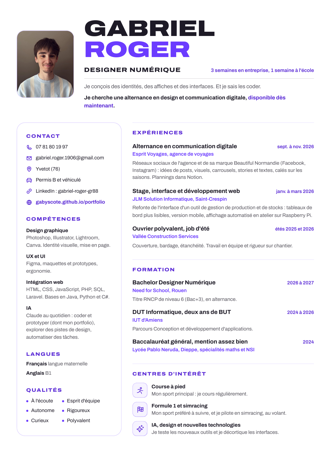 GABRIEL
ROGER
DESIGNER NUMÉRIQUE
3 semaines en entreprise, 1 semaine à l'école
Je conçois des identités, des affiches et des interfaces. Et je sais les coder.
Je cherche une alternance en design et communication digitale, disponible dès
maintenant.
CONTACT
07 81 60 19 97
gabriel.roger.1906@gmail.com
Yvetot (76)
Permis B et véhicule
LinkedIn : gabriel-roger-gr88
gabyscote.github.io/portfolio
COMPÉTENCES
Design graphique
Photoshop, Illustrator, Lightroom,
Canva. Identité visuelle, mise en page.
UX et UI
Figma, maquettes et prototypes,
ergonomie.
Intégration web
HTML, CSS, JavaScript, PHP, SQL,
Laravel. Bases en Java, Python et C#
IA
Claude au quotidien : coder et
prototyper (dont mon portfolio),
explorer des pistes de design,
automatiser des tâches.
LANGUES
Français langue maternelle
Anglais B1
QUALITÉS
À l'écoute
Esprit d'équipe
Autonome
Rigoureux
Curieux
Polyvalent
EXPÉRIENCES
Alternance en communication digitale
sept. à nov. 2026
Esprit Voyages, agence de voyages
Réseaux sociaux de l'agence et de sa marque Beautiful Normandie (Facebook,
Instagram) : idées de posts, visuels, carrousels, stories et textes, calés sur les
saisons. Plannings dans Notion.
Stage, interface et développement web
janv. à mars 2026
JLM Solution Informatique, Saint-Crespin
Refonte de l'interface d'un outil de gestion de production et de stocks : tableaux de
bord plus lisibles, version mobile, affichage automatisé en atelier sur Raspberry Pi.
Ouvrier polyvalent, job d'été
étés 2025 et 2026
Vallée Construction Services
Couverture, bardage, étanchéité. Travail en équipe et rigueur sur chantier.
FORMATION
Bachelor Designer Numérique
2026 à 2027
Need for School, Rouen
Titre RNCP de niveau 6 (Bac+3), en alternance.
DUT Informatique, deux ans de BUT
2024 à 2026
IUT d'Amiens
Parcours Conception et développement d'applications.
Baccalauréat général, mention assez bien
2024
Lycée Pablo Neruda, Dieppe, spécialités maths et NSI
CENTRES D'INTÉRÊT
Course à pied
Mon sport principal : je cours régulièrement.
Formule 1 et simracing
Mon sport préféré à suivre, et je pilote en simracing, au volant.
IA, design et nouvelles technologies
Je teste les nouveaux outils et je décortique les interfaces.